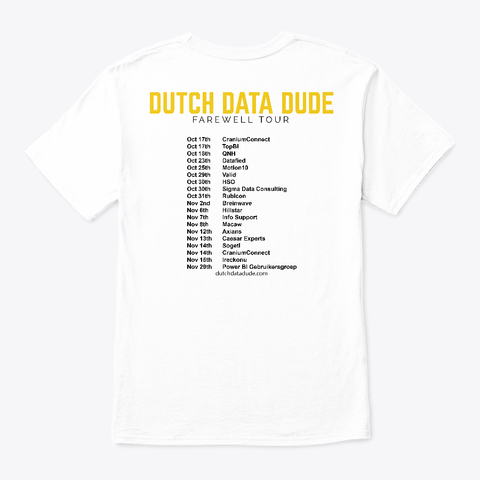 DUTCH DATA DUDE
FAREWELL TOUR
Oct 17th CraniumConnect
Oct 17th TopBI
Oct 18th QNH
Oct 23th Datafied
Oct 25th Motion10
Oct 29th Valid
Oct 30th HSO
Oct 30th Sigma Data Consulting
Oct 31th Rubicon
Nov 2nd Breinwave
Nov 6th Hillstar
Nov 7th Info Support
Nov 8th Macaw
Nov 12th Axians
Nov 13th Caesar Experts
Nov 14th Sogeti
Nov 14th CraniumConnect
Nov 15th Ireckonu
Nov 29th Power BI Gebruikersgroep
dutchdatadude.com